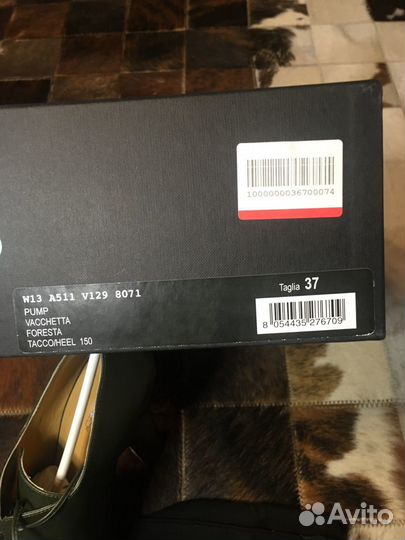 1000000036700074
W13 A511 V129 8071
Taglia 37
PUMP
VACCHETTA
FORESTA
TACCO/HEEL 150
8 054435 276709
Avito